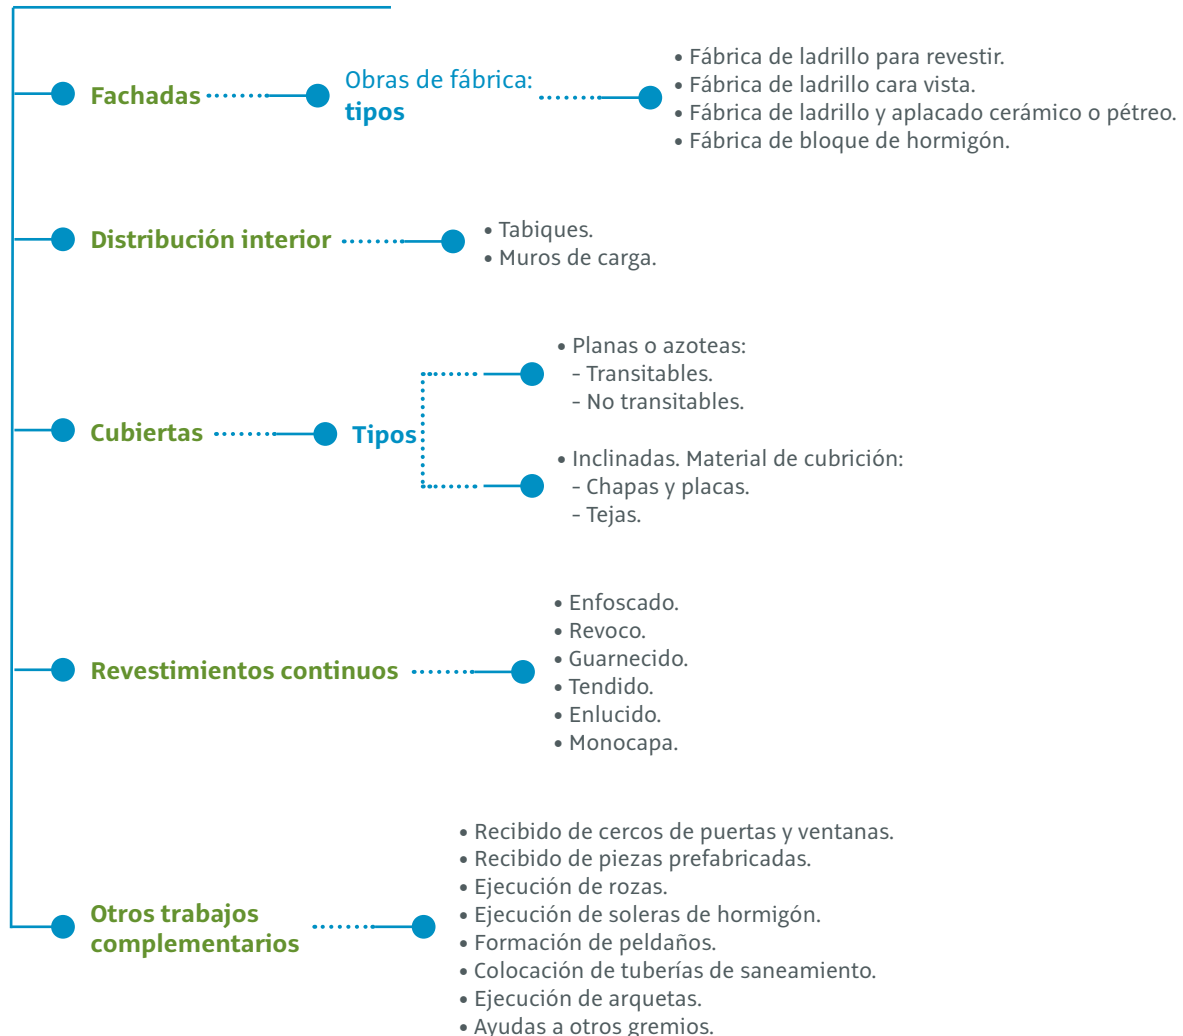 Fachadas
Obras de fábrica:
tipos
• Fábrica de ladrillo para revestir.
• Fábrica de ladrillo cara vista.
• Fábrica de ladrillo y aplacado cerámico o pétreo.
• Fábrica de bloque de hormigón.
Distribución interior
• Tabiques.
• Muros de carga.
Cubiertas
Tipos
• Planas o azoteas:
- Transitables.
- No transitables.
• Inclinadas. Material de cubrición:
- Chapas y placas.
- Tejas.
Revestimientos continuos
• Enfoscado.
• Revoco.
• Guarnecido.
• Tendido.
• Enlucido.
• Monocapa.
Otros trabajos
complementarios
• Recibido de cercos de puertas y ventanas.
• Recibido de piezas prefabricadas.
• Ejecución de rozas.
• Ejecución de soleras de hormigón.
• Formación de peldaños.
• Colocación de tuberías de saneamiento.
• Ejecución de arquetas.
• Ayudas a otros gremios.